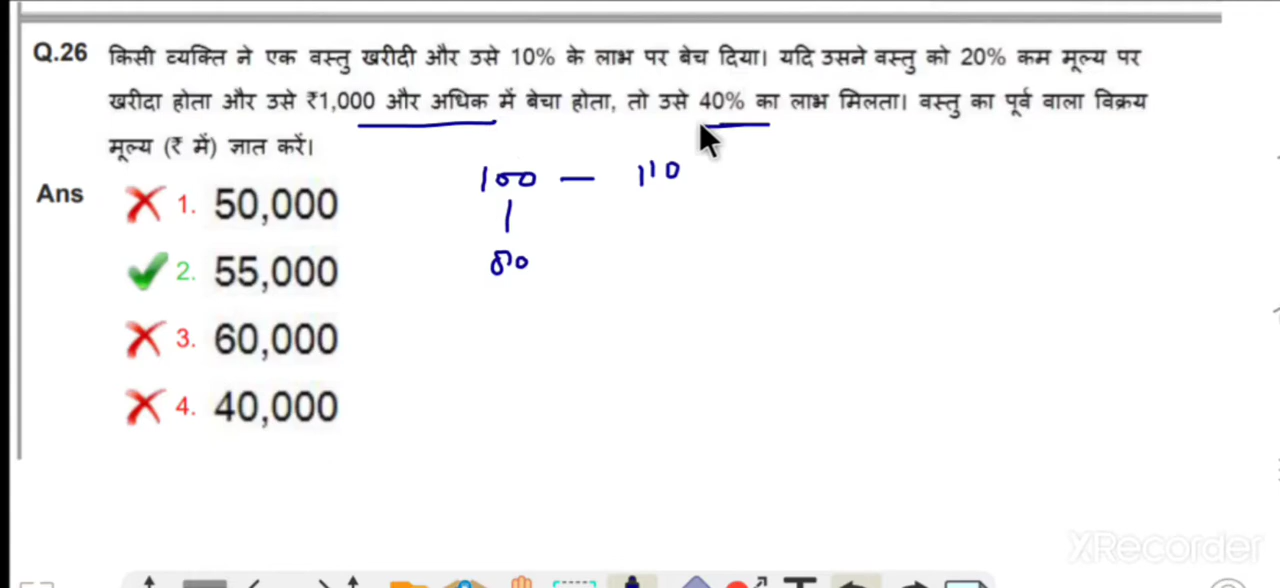 Q.26 किसी व्यक्ति ने एक वस्तु खरीदी और उसे 10% के लाभ पर बेच दिया। यदि उसने वस्तु को 20% कम मूल्य पर
खरीदा होता और उसे ₹1,000 और अधिक में बेचा होता, तो उसे 40% का लाभ मिलता। वस्तु का पूर्व वाला विक्रय
मूल्य (₹ में) ज्ञात करें।
100 — 110
80
Ans 1. 50,000
2. 55,000
3. 60,000
4. 40,000
XRecorder